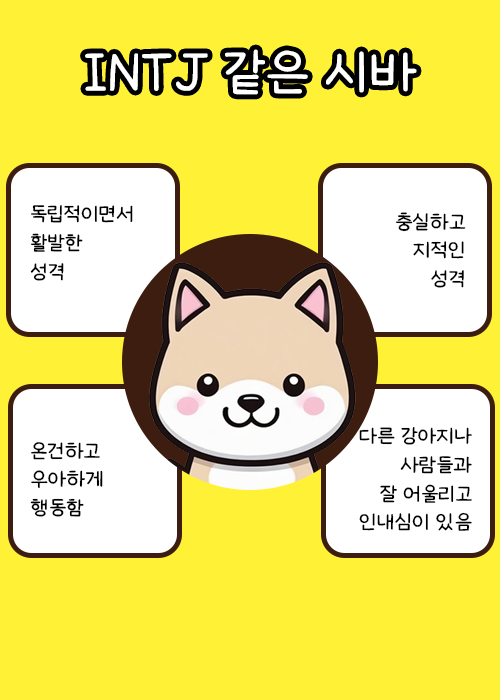 INTJ 같은 시바
독립적이면서
활발한
성격
충실하고
지적인
성격
온건하고
우아하게
행동함
다른 강아지나
사람들과
잘 어울리고
인내심이 있음